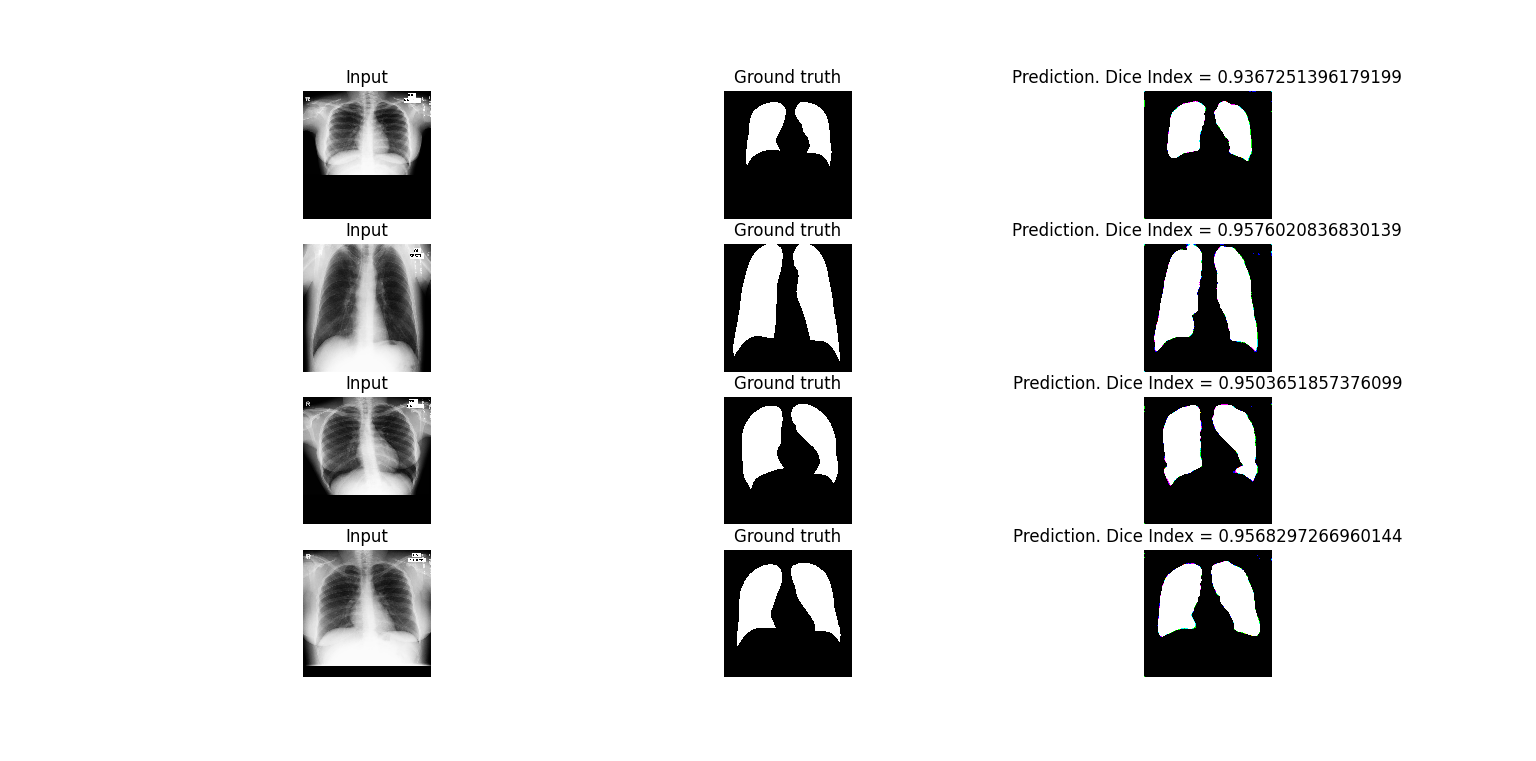 Input Ground truth Prediction. Dice Index = 0.9367251396179199
R
Input Ground truth Prediction. Dice Index = 0.9576020836830139
Input Ground truth Prediction. Dice Index = 0.9503651857376099
R
Input Ground truth Prediction. Dice Index = 0.9568297266960144
R